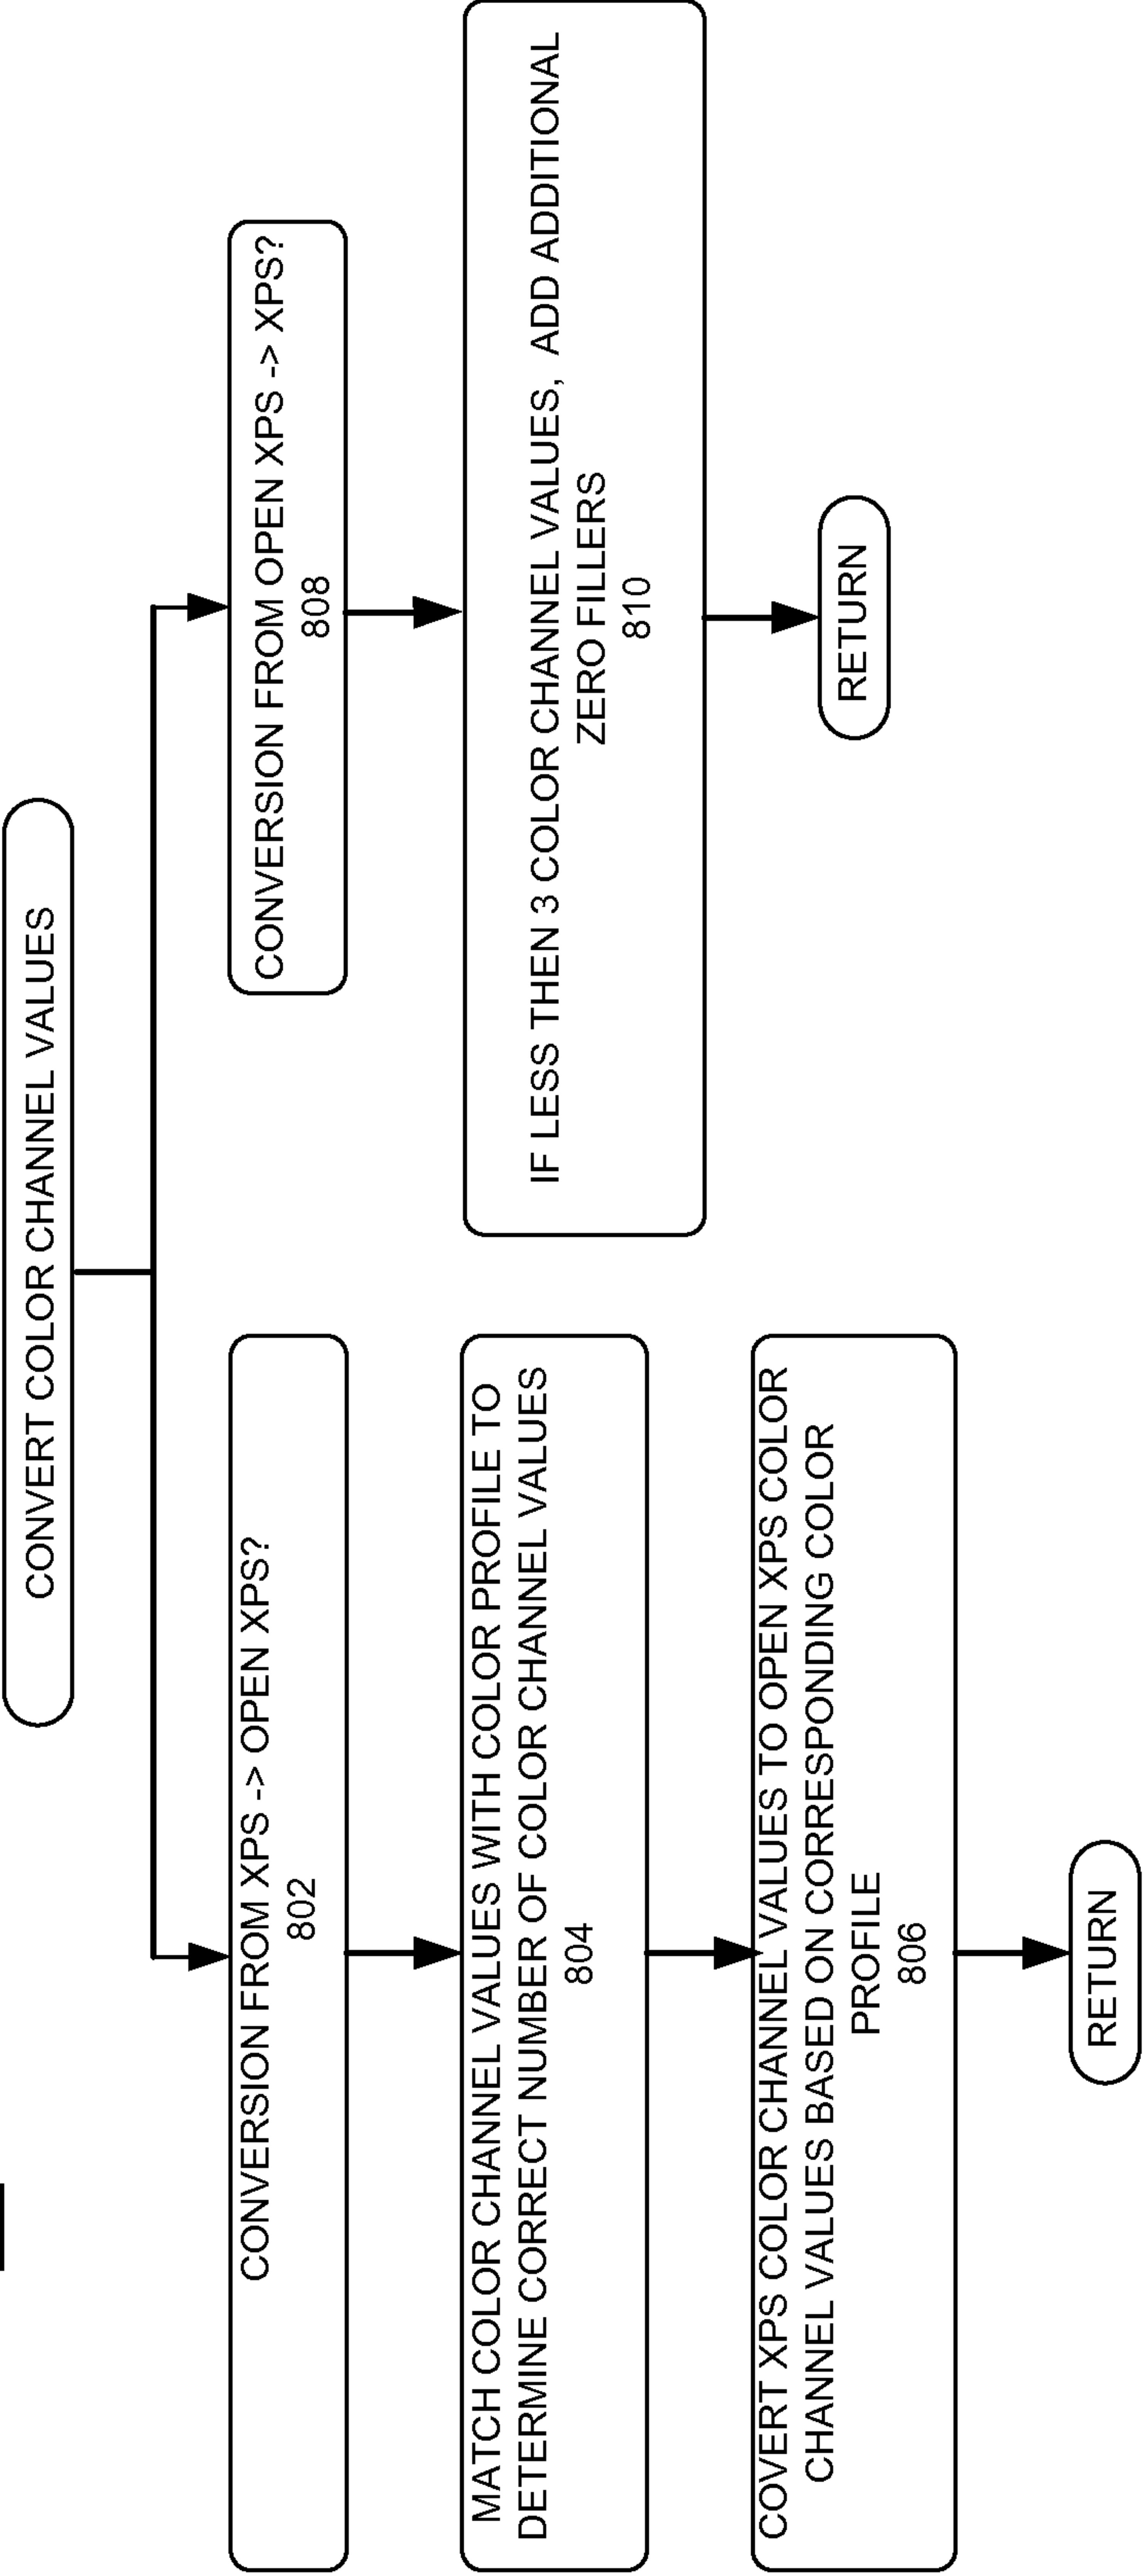 CONVERT COLOR CHANNEL VALUES
CONVERSION FROM XPS -> OPEN XPS?
802
MATCH COLOR CHANNEL VALUES WITH COLOR PROFILE TO
DETERMINE CORRECT NUMBER OF COLOR CHANNEL VALUES
804
COVERT XPS COLOR CHANNEL VALUES TO OPEN XPS COLOR
CHANNEL VALUES BASED ON CORRESPONDING COLOR
PROFILE
806
RETURN
CONVERSION FROM OPEN XPS -> XPS?
808
IF LESS THEN 3 COLOR CHANNEL VALUES, ADD ADDITIONAL
ZERO FILLERS
810
RETURN